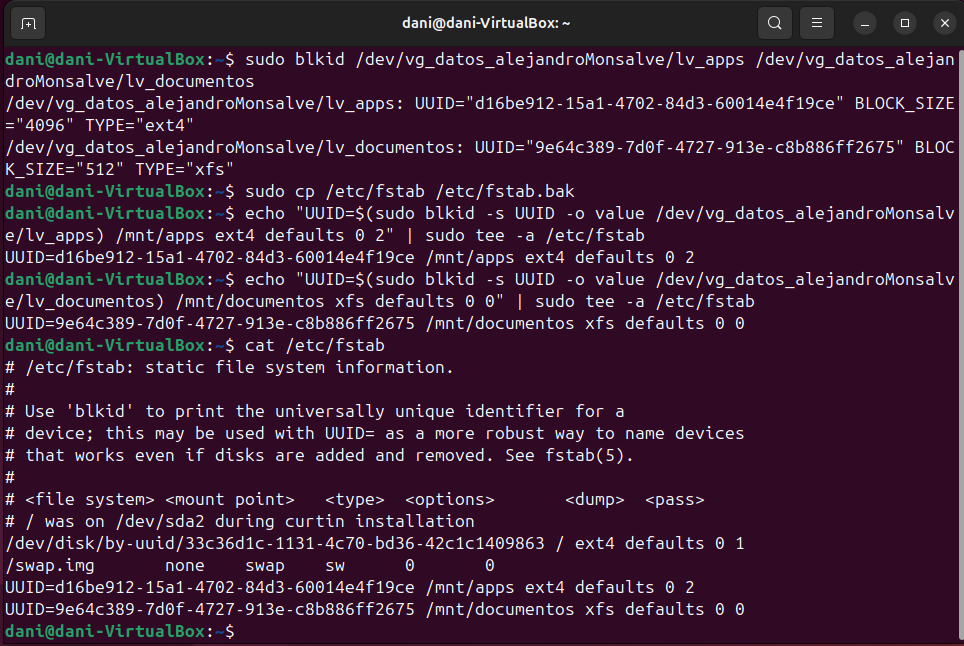 dani@dani-VirtualBox: ~
dani@dani-VirtualBox:~$ sudo blkid /dev/vg_datos_alejandroMonsalve/lv_apps /dev/vg_datos_alejan
droMonsalve/lv_documentos
/dev/vg_datos_alejandroMonsalve/lv_apps: UUID="d16be912-15a1-4702-84d3-60014e4f19ce" BLOCK_SIZE
="4096" TYPE="ext4"
/dev/vg_datos_alejandroMonsalve/lv_documentos: UUID="9e64c389-7d0f-4727-913e-c8b886ff2675" BLOC
K_SIZE="512" TYPE="xfs"
dani@dani-VirtualBox:~$ sudo cp /etc/fstab /etc/fstab.bak
dani@dani-VirtualBox:~$ echo "UUID=$(sudo blkid -s UUID -o value /dev/vg_datos_alejandroMonsalv
e/lv_apps) /mnt/apps ext4 defaults 0 2" | sudo tee -a /etc/fstab
UUID=d16be912-15a1-4702-84d3-60014e4f19ce /mnt/apps ext4 defaults 0 2
dani@dani-VirtualBox:~$ echo "UUID=$(sudo blkid -s UUID -o value /dev/vg_datos_alejandroMonsalv
e/lv_documentos) /mnt/documentos xfs defaults 0 0" | sudo tee -a /etc/fstab
UUID=9e64c389-7d0f-4727-913e-c8b886ff2675 /mnt/documentos xfs defaults 0 0
dani@dani-VirtualBox:~$ cat /etc/fstab
# /etc/fstab: static file system information.
#
# Use 'blkid' to print the universally unique identifier for a
# device; this may be used with UUID= as a more robust way to name devices
# that works even if disks are added and removed. See fstab(5).
#
# <file system> <mount point>   <type>  <options>       <dump>  <pass>
# / was on /dev/sda2 during curtin installation
/dev/disk/by-uuid/33c36d1c-1131-4c70-bd36-42c1c1409863 / ext4 defaults 0 1
/swap.img       none    swap    sw      0       0
UUID=d16be912-15a1-4702-84d3-60014e4f19ce /mnt/apps ext4 defaults 0 2
UUID=9e64c389-7d0f-4727-913e-c8b886ff2675 /mnt/documentos xfs defaults 0 0
dani@dani-VirtualBox:~$